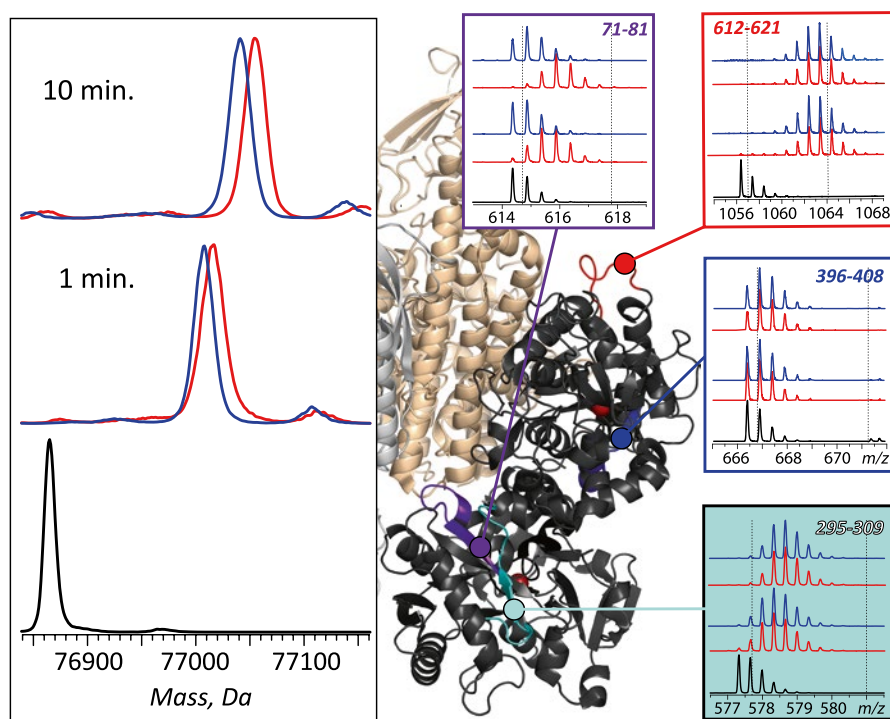 10 min.
1 min.
76900 77000 77100
Mass, Da
71-81
614 616 618
612-621
1056 1060 1064 1068
396-408
666 668 670 m/z
295-309
577 578 579 580 m/z